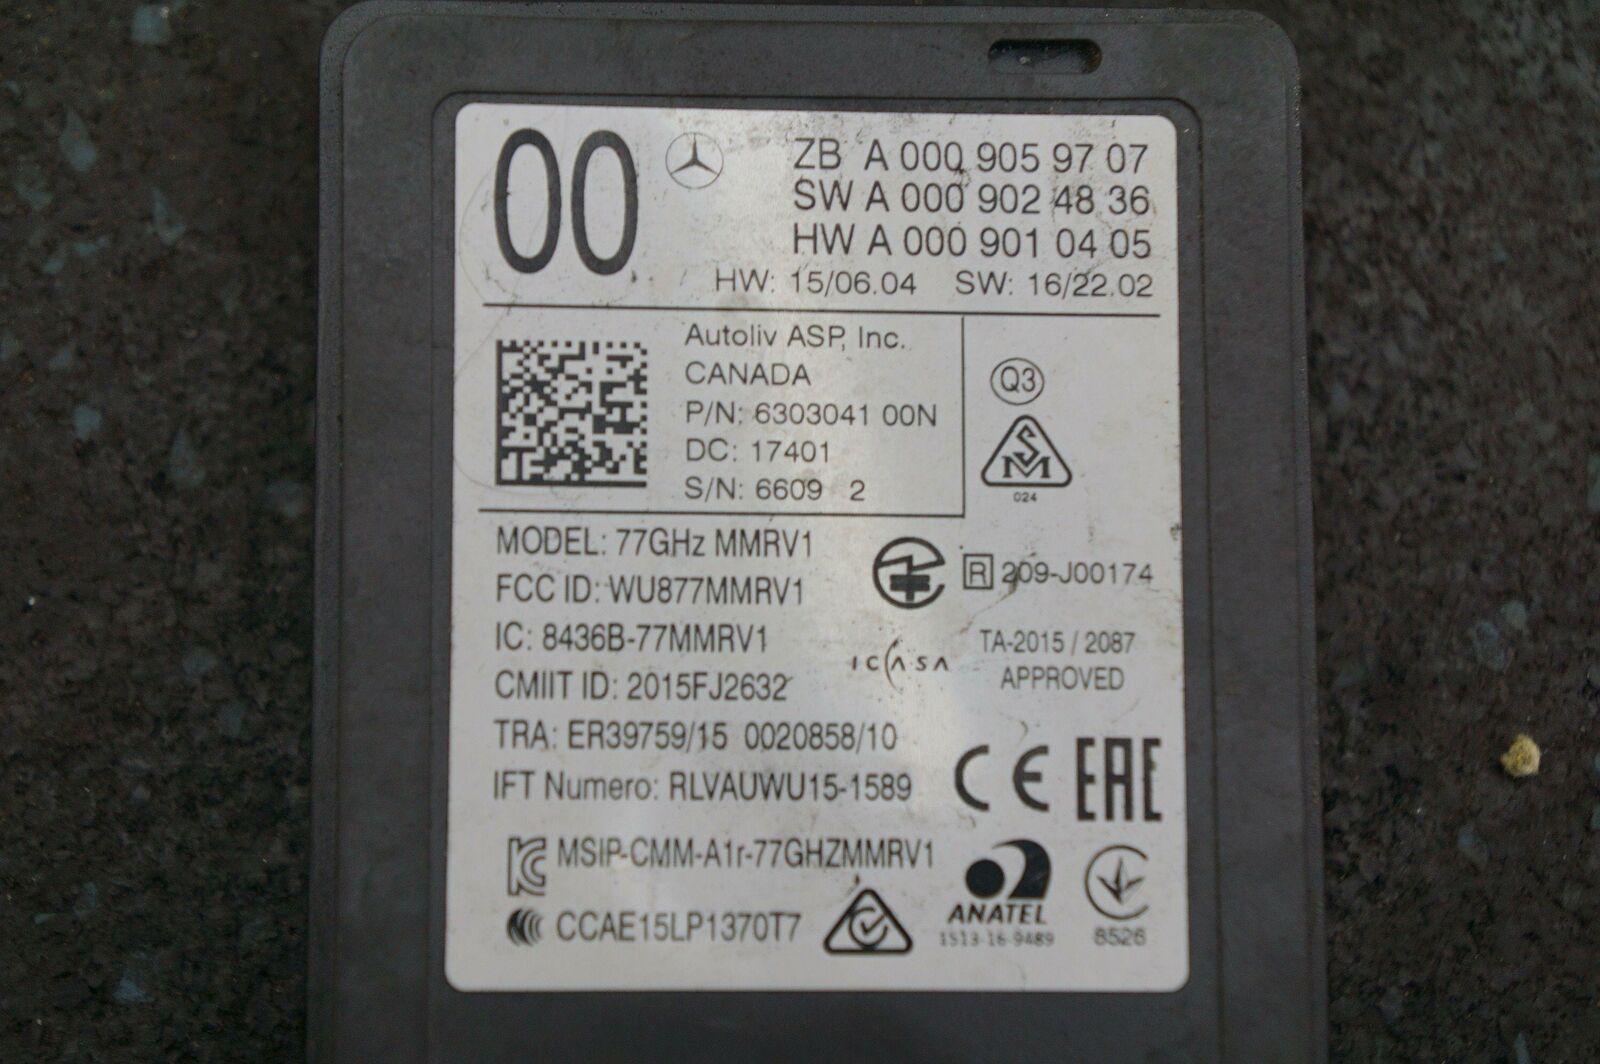 00
ZB A 000 905 97 07
SW A 000 902 48 36
HW A 000 901 04 05
HW: 15/06.04 SW: 16/22.02
Autoliv ASP, Inc.
CANADA
P/N: 6303041 00N
DC: 17401
S/N: 6609 2
Q3
SM
024
MODEL: 77GHz MMRV1
FCC ID: WU877MMRV1
R 209-J00174
IC: 8436B-77MMRV1
ICASA
TA-2015 / 2087
APPROVED
CMIIT ID: 2015FJ2632
TRA: ER39759/15 0020858/10
IFT Numero: RLVAUWU15-1589
CE EAC
MSIP-CMM-A1r-77GHZMMRV1
CCAE15LP1370T7
ANATEL
1513-16-9489
8526